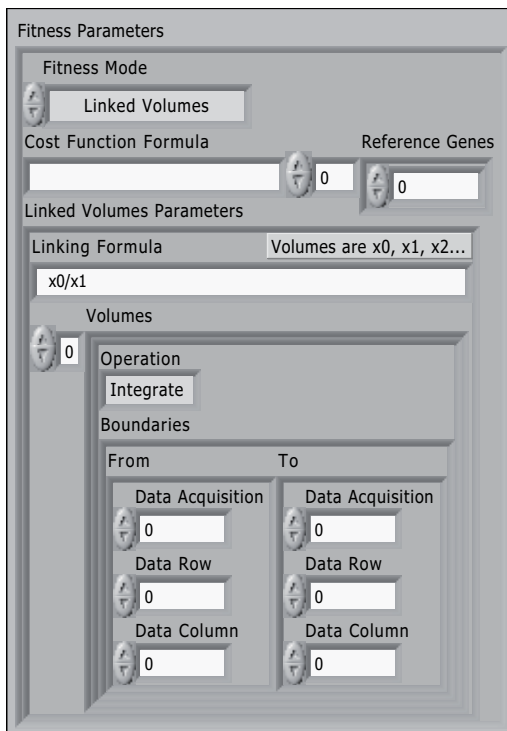 Fitness Parameters
Fitness Mode
Linked Volumes
Cost Function Formula Reference Genes
0 0
Linked Volumes Parameters
Linking Formula Volumes are x0, x1, x2...
x0/x1
Volumes
0
Operation
Integrate
Boundaries
From To
Data Acquisition Data Acquisition
0 0
Data Row Data Row
0 0
Data Column Data Column
0 0